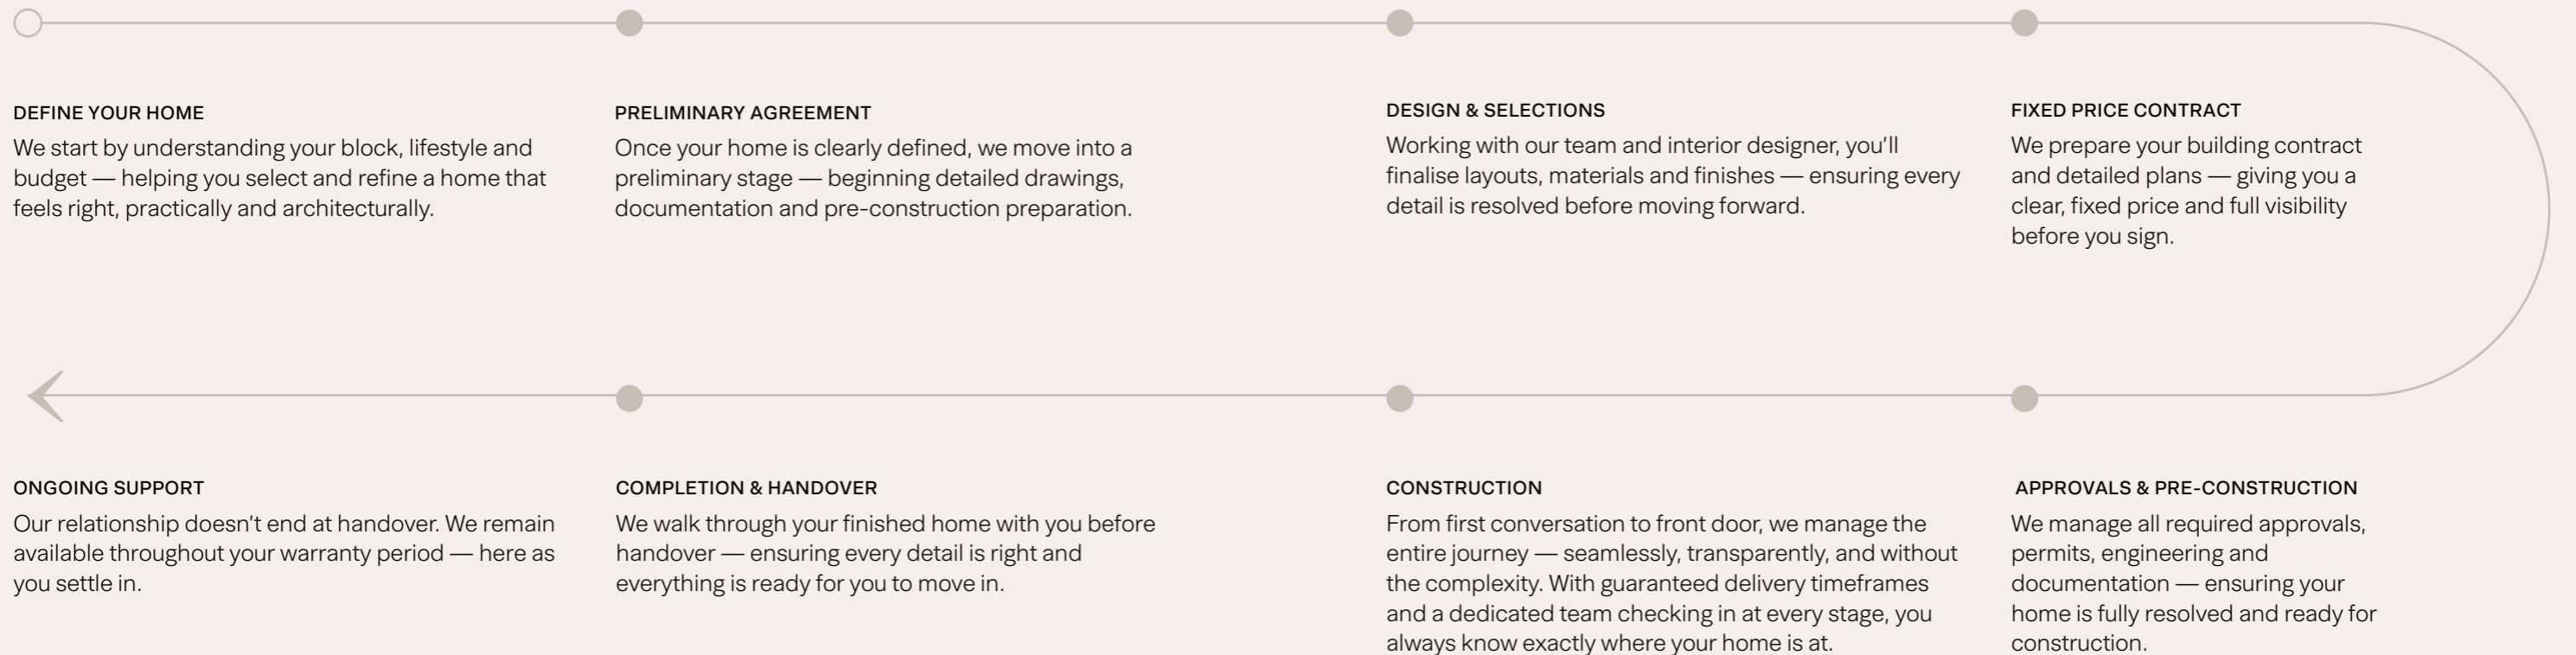 DEFINE YOUR HOME
We start by understanding your block, lifestyle and
budget — helping you select and refine a home that
feels right, practically and architecturally.
PRELIMINARY AGREEMENT
Once your home is clearly defined, we move into a
preliminary stage — beginning detailed drawings,
documentation and pre-construction preparation.
DESIGN & SELECTIONS
Working with our team and interior designer, you’ll
finalise layouts, materials and finishes — ensuring every
detail is resolved before moving forward.
FIXED PRICE CONTRACT
We prepare your building contract
and detailed plans — giving you a
clear, fixed price and full visibility
before you sign.
ONGOING SUPPORT
Our relationship doesn’t end at handover. We remain
available throughout your warranty period — here as
you settle in.
COMPLETION & HANDOVER
We walk through your finished home with you before
handover — ensuring every detail is right and
everything is ready for you to move in.
CONSTRUCTION
From first conversation to front door, we manage the
entire journey — seamlessly, transparently, and without
the complexity. With guaranteed delivery timeframes
and a dedicated team checking in at every stage, you
always know exactly where your home is at.
APPROVALS & PRE-CONSTRUCTION
We manage all required approvals,
permits, engineering and
documentation — ensuring your
home is fully resolved and ready for
construction.